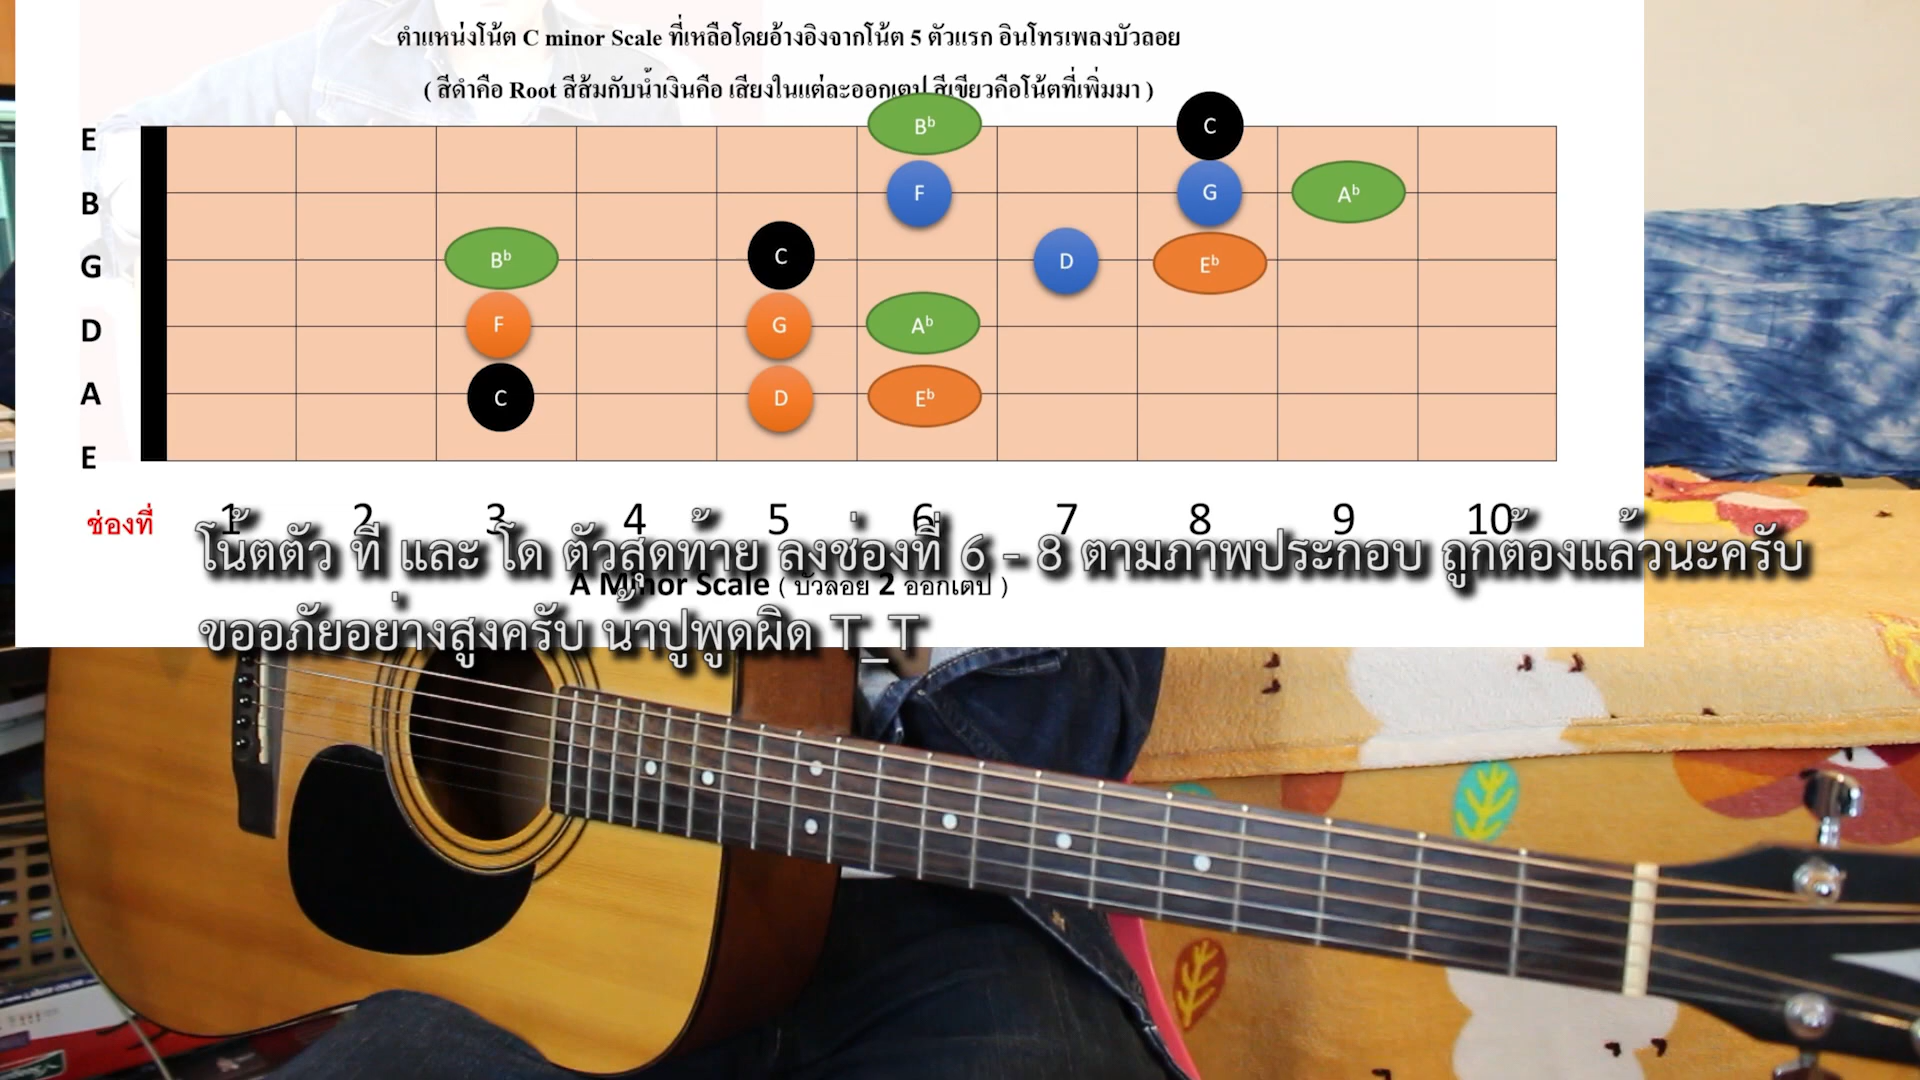 ตำแหน่งโน้ต C minor Scale ที่เหลือโดยอ้างอิงจากโน้ต 5 ตัวแรก อินโทรเพลงบัวลอย
( สีดำคือ Root สีส้มกับน้ำเงินคือ เสียงในแต่ละออกเตป สีเขียวคือโน้ตที่เพิ่มมา )
E Bᵇ C
B F G Aᵇ
G Bᵇ C D Eᵇ
D F G Aᵇ
A C D Eᵇ
E
ช่องที่ 1 2 3 4 5 6 7 8 9 10
โน้ตตัว ที และ โด ตัวสุดท้าย ลงช่องที่ 6 - 8 ตามภาพประกอบ ถูกต้องแล้วนะครับ
A Minor Scale ( บัวลอย 2 ออกเตป )
ขออภัยอย่างสูงครับ น้าปูพูดผิด T_T